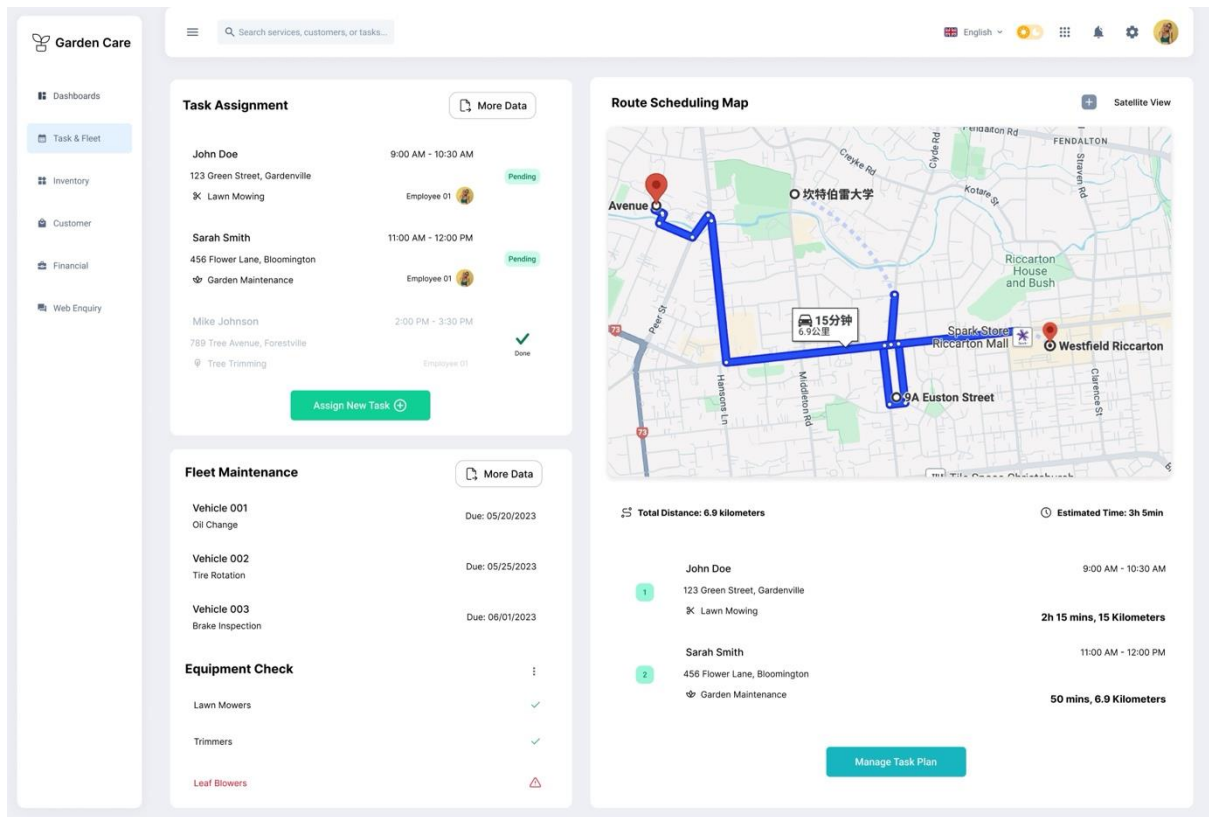 Garden Care
Search services, customers, or tasks...
English
Dashboards
Task & Fleet
Inventory
Customer
Financial
Web Enquiry
Task Assignment
More Data
John Doe
9:00 AM - 10:30 AM
123 Green Street, Gardenville
Pending
Lawn Mowing
Employee 01
Sarah Smith
11:00 AM - 12:00 PM
456 Flower Lane, Bloomington
Pending
Garden Maintenance
Employee 01
Mike Johnson
2:00 PM - 3:30 PM
789 Tree Avenue, Forestville
Done
Tree Trimming
Employee 01
Assign New Task
Fleet Maintenance
More Data
Vehicle 001
Oil Change
Due: 05/20/2023
Vehicle 002
Tire Rotation
Due: 05/25/2023
Vehicle 003
Brake Inspection
Due: 06/01/2023
Equipment Check
Lawn Mowers
Trimmers
Leaf Blowers
Route Scheduling Map
Satellite View
Fendalton Rd
FENDALTON
Clyde Rd
Straven Rd
Creyke Rd
Kotare St
坎特伯雷大学
Avenue
Riccarton
House
and Bush
Peer St
73
15分钟
6.9公里
Spark Store
Riccarton Mall
Westfield Riccarton
Hansons Ln
Middleton Rd
Clarence St
9A Euston Street
73
Total Distance: 6.9 kilometers
Estimated Time: 3h 5min
1
John Doe
9:00 AM - 10:30 AM
123 Green Street, Gardenville
Lawn Mowing
2h 15 mins, 15 Kilometers
2
Sarah Smith
11:00 AM - 12:00 PM
456 Flower Lane, Bloomington
Garden Maintenance
50 mins, 6.9 Kilometers
Manage Task Plan